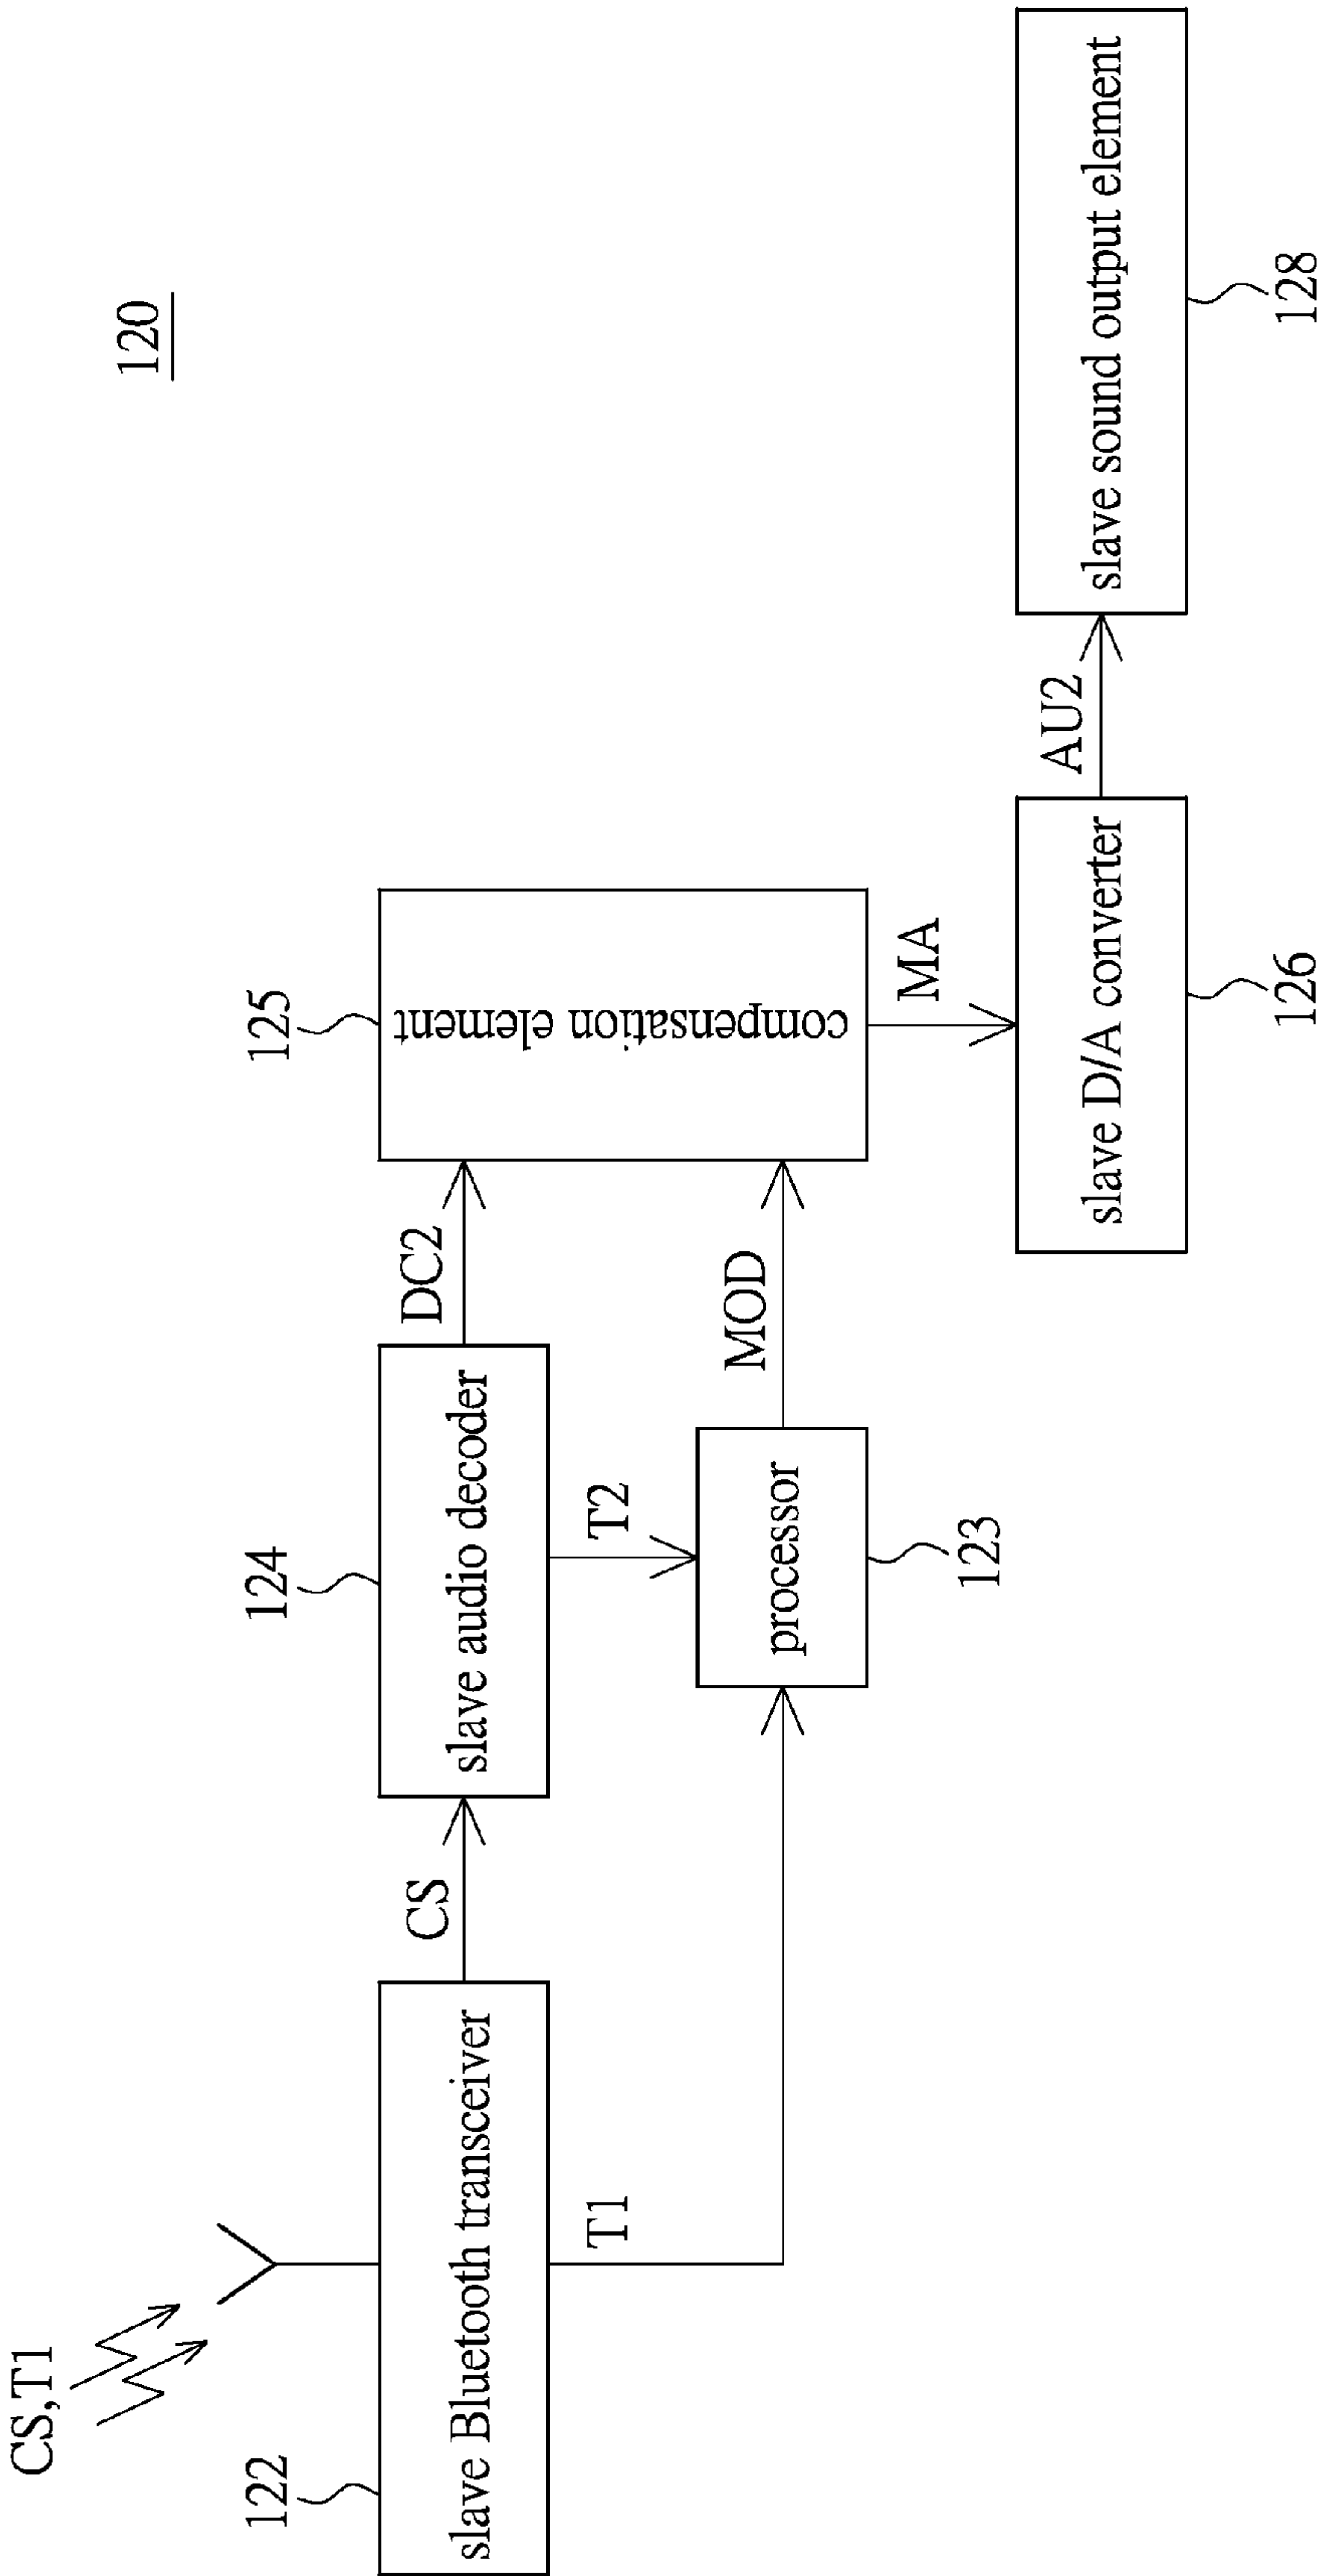 120
CS,T1
122
slave Bluetooth transceiver
CS
T1
124
slave audio decoder
DC2
T2
processor
123
MOD
125
compensation element
MA
slave D/A converter
126
AU2
slave sound output element
128